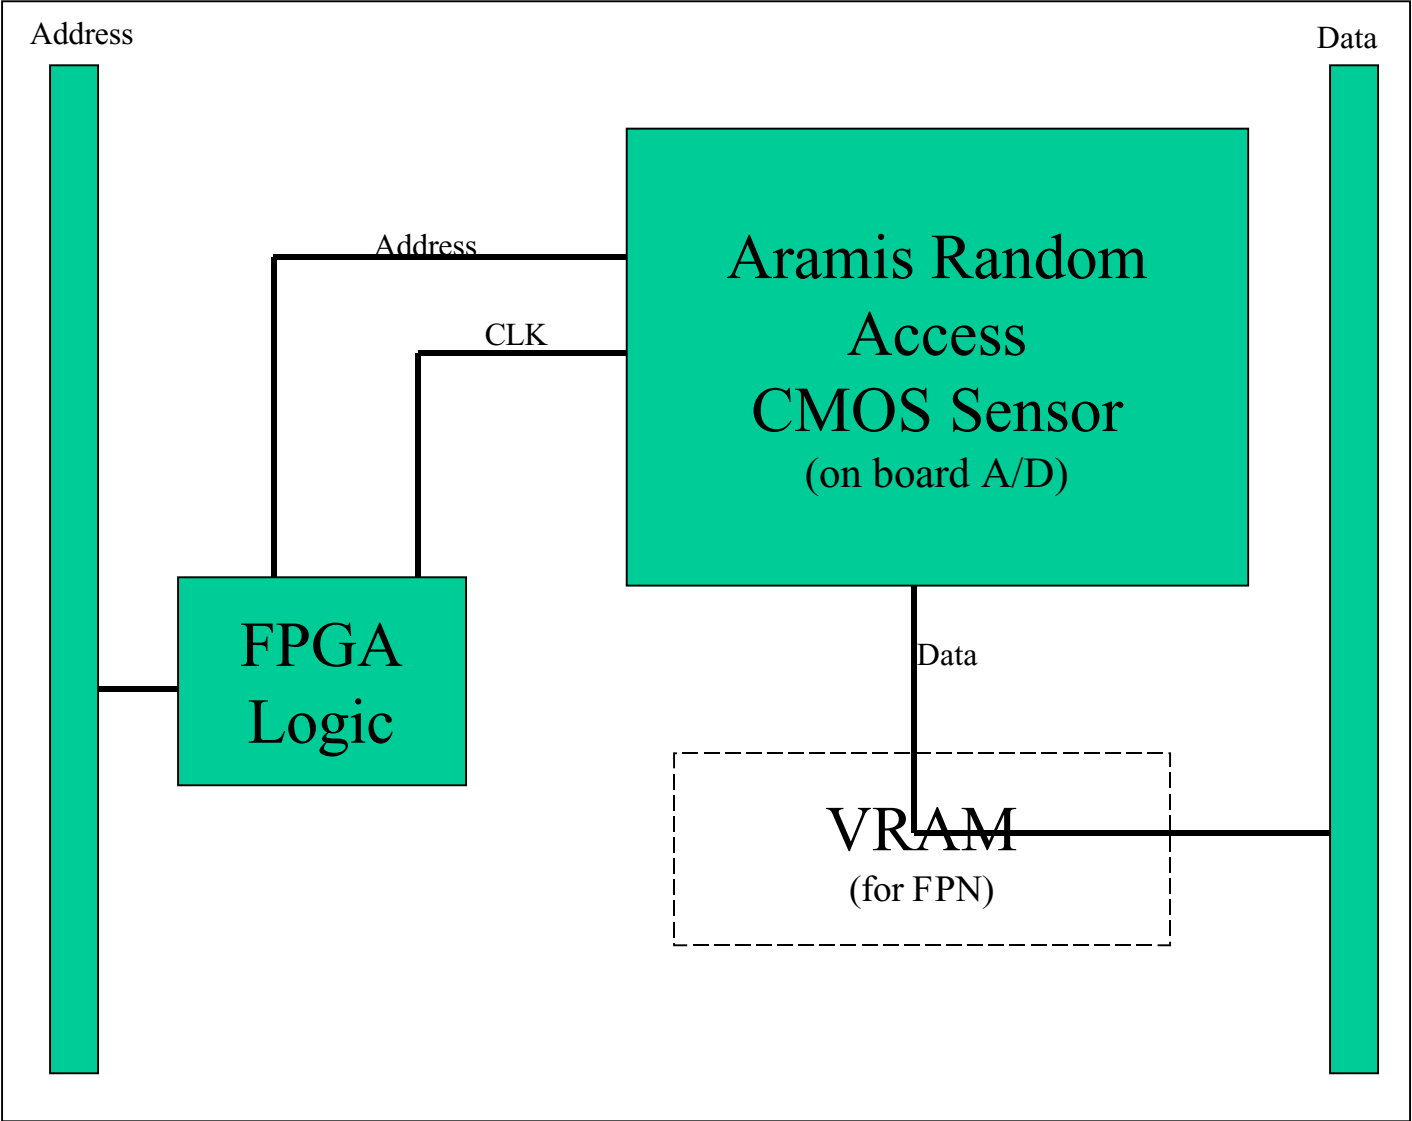 Address
Data
Address
CLK
Aramis Random
Access
CMOS Sensor
(on board A/D)
FPGA
Logic
Data
VRAM
(for FPN)